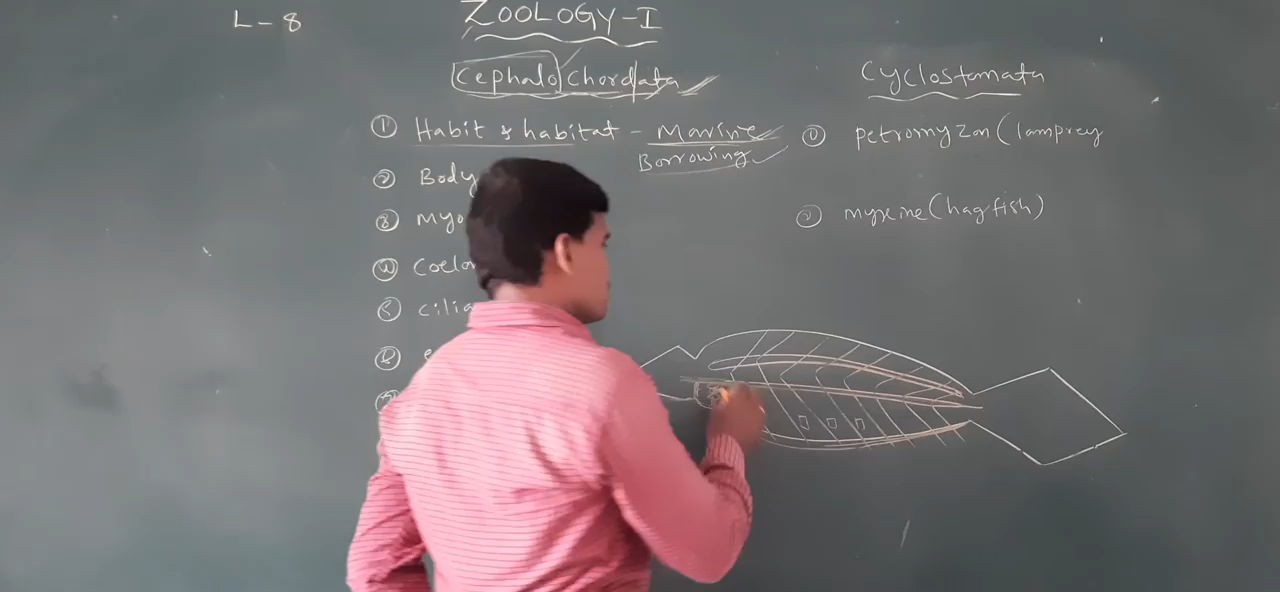 L - 8
ZOOLOGY-I
Cephalochordata
① Habit & habitat - Marine
Borrowing
② Body
③ Myo
④ Coelo
⑤ cilia
⑥
⑦
Cyclostomata
① petromyzon (lamprey
② myxine (hagfish)